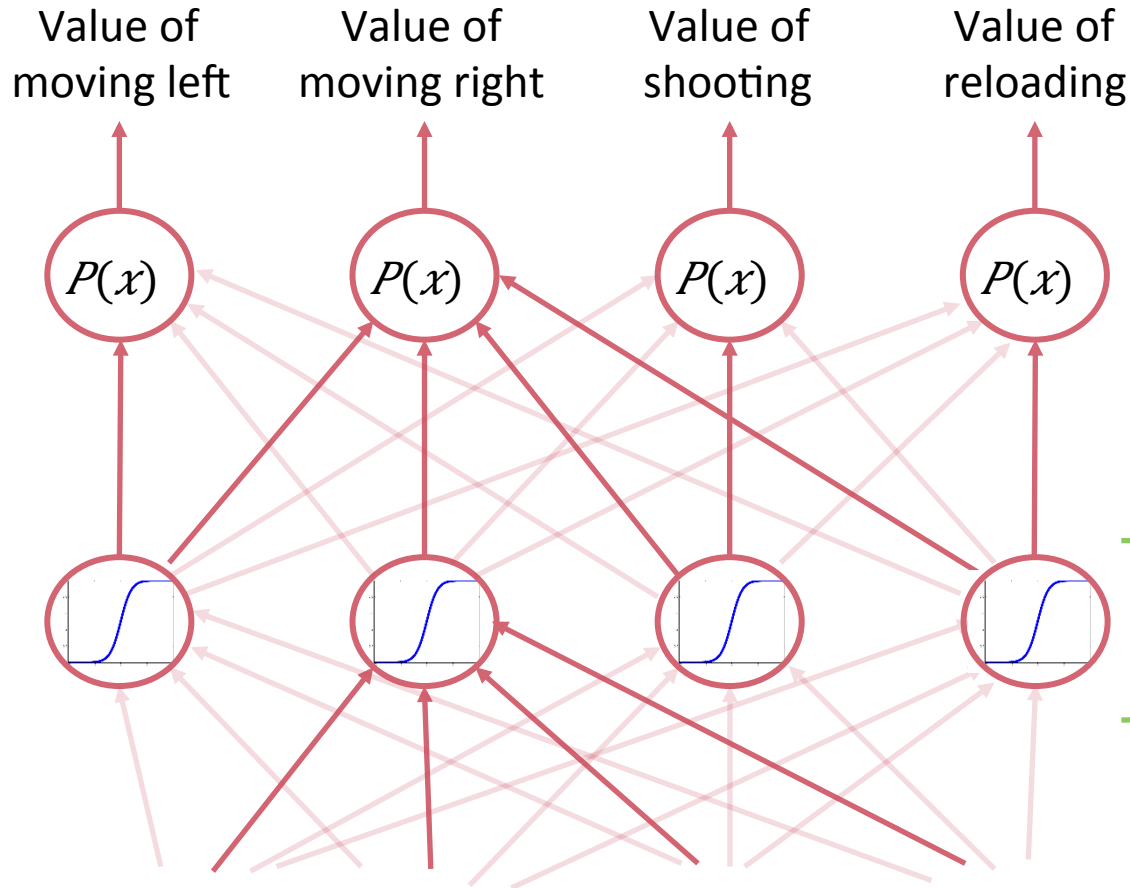 Value of
moving left
Value of
moving right
Value of
shooting
Value of
reloading
P(x)
P(x)
P(x)
P(x)